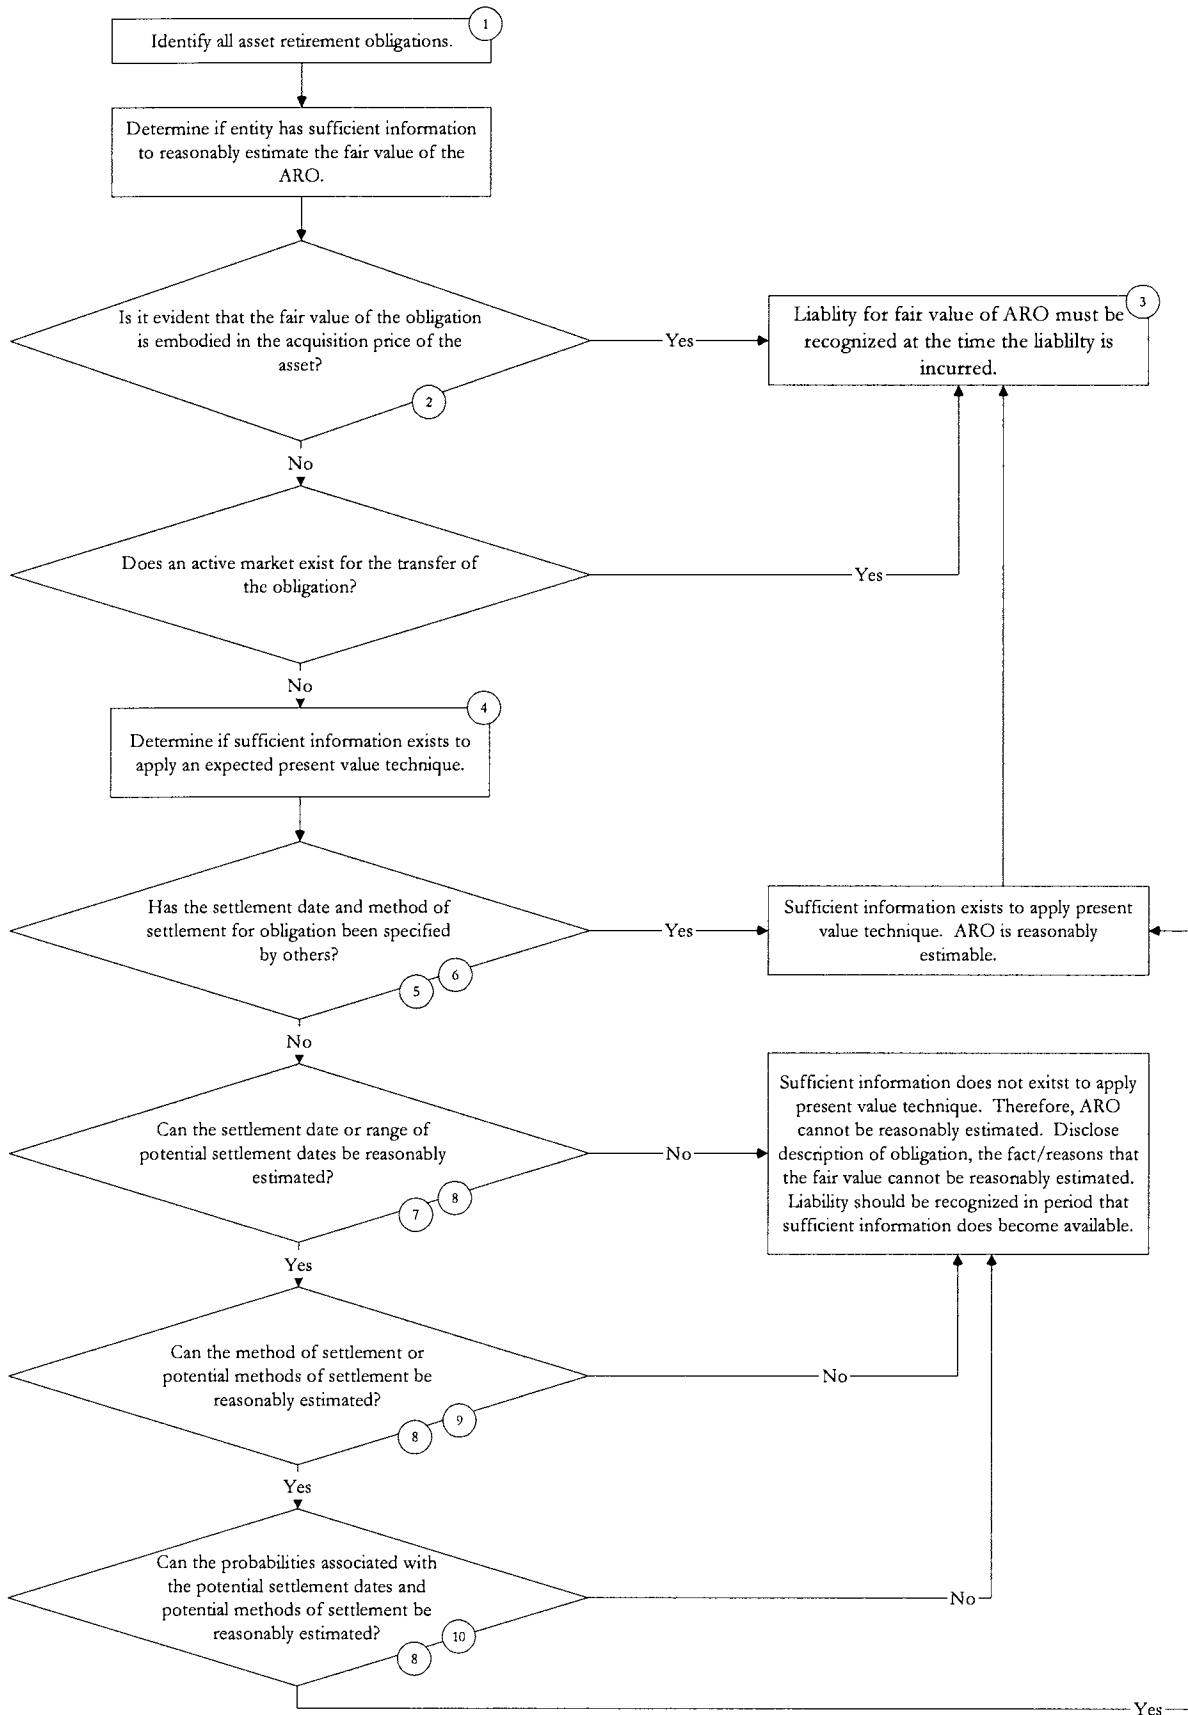 1
Identify all asset retirement obligations.
Determine if entity has sufficient information
to reasonably estimate the fair value of the
ARO.
Is it evident that the fair value of the obligation
is embodied in the acquisition price of the
asset?
2
Yes
3
Liablity for fair value of ARO must be
recognized at the time the liablilty is
incurred.
No
Does an active market exist for the transfer of
the obligation?
Yes
No
4
Determine if sufficient information exists to
apply an expected present value technique.
Has the settlement date and method of
settlement for obligation been specified
by others?
5
6
Yes
Sufficient information exists to apply present
value technique. ARO is reasonably
estimable.
No
Can the settlement date or range of
potential settlement dates be reasonably
estimated?
7
8
No
Sufficient information does not exitst to apply
present value technique. Therefore, ARO
cannot be reasonably estimated. Disclose
description of obligation, the fact/reasons that
the fair value cannot be reasonably estimated.
Liability should be recognized in period that
sufficient information does become available.
Yes
Can the method of settlement or
potential methods of settlement be
reasonably estimated?
8
9
No
Yes
Can the probabilities associated with
the potential settlement dates and
potential methods of settlement be
reasonably estimated?
8
10
No
Yes